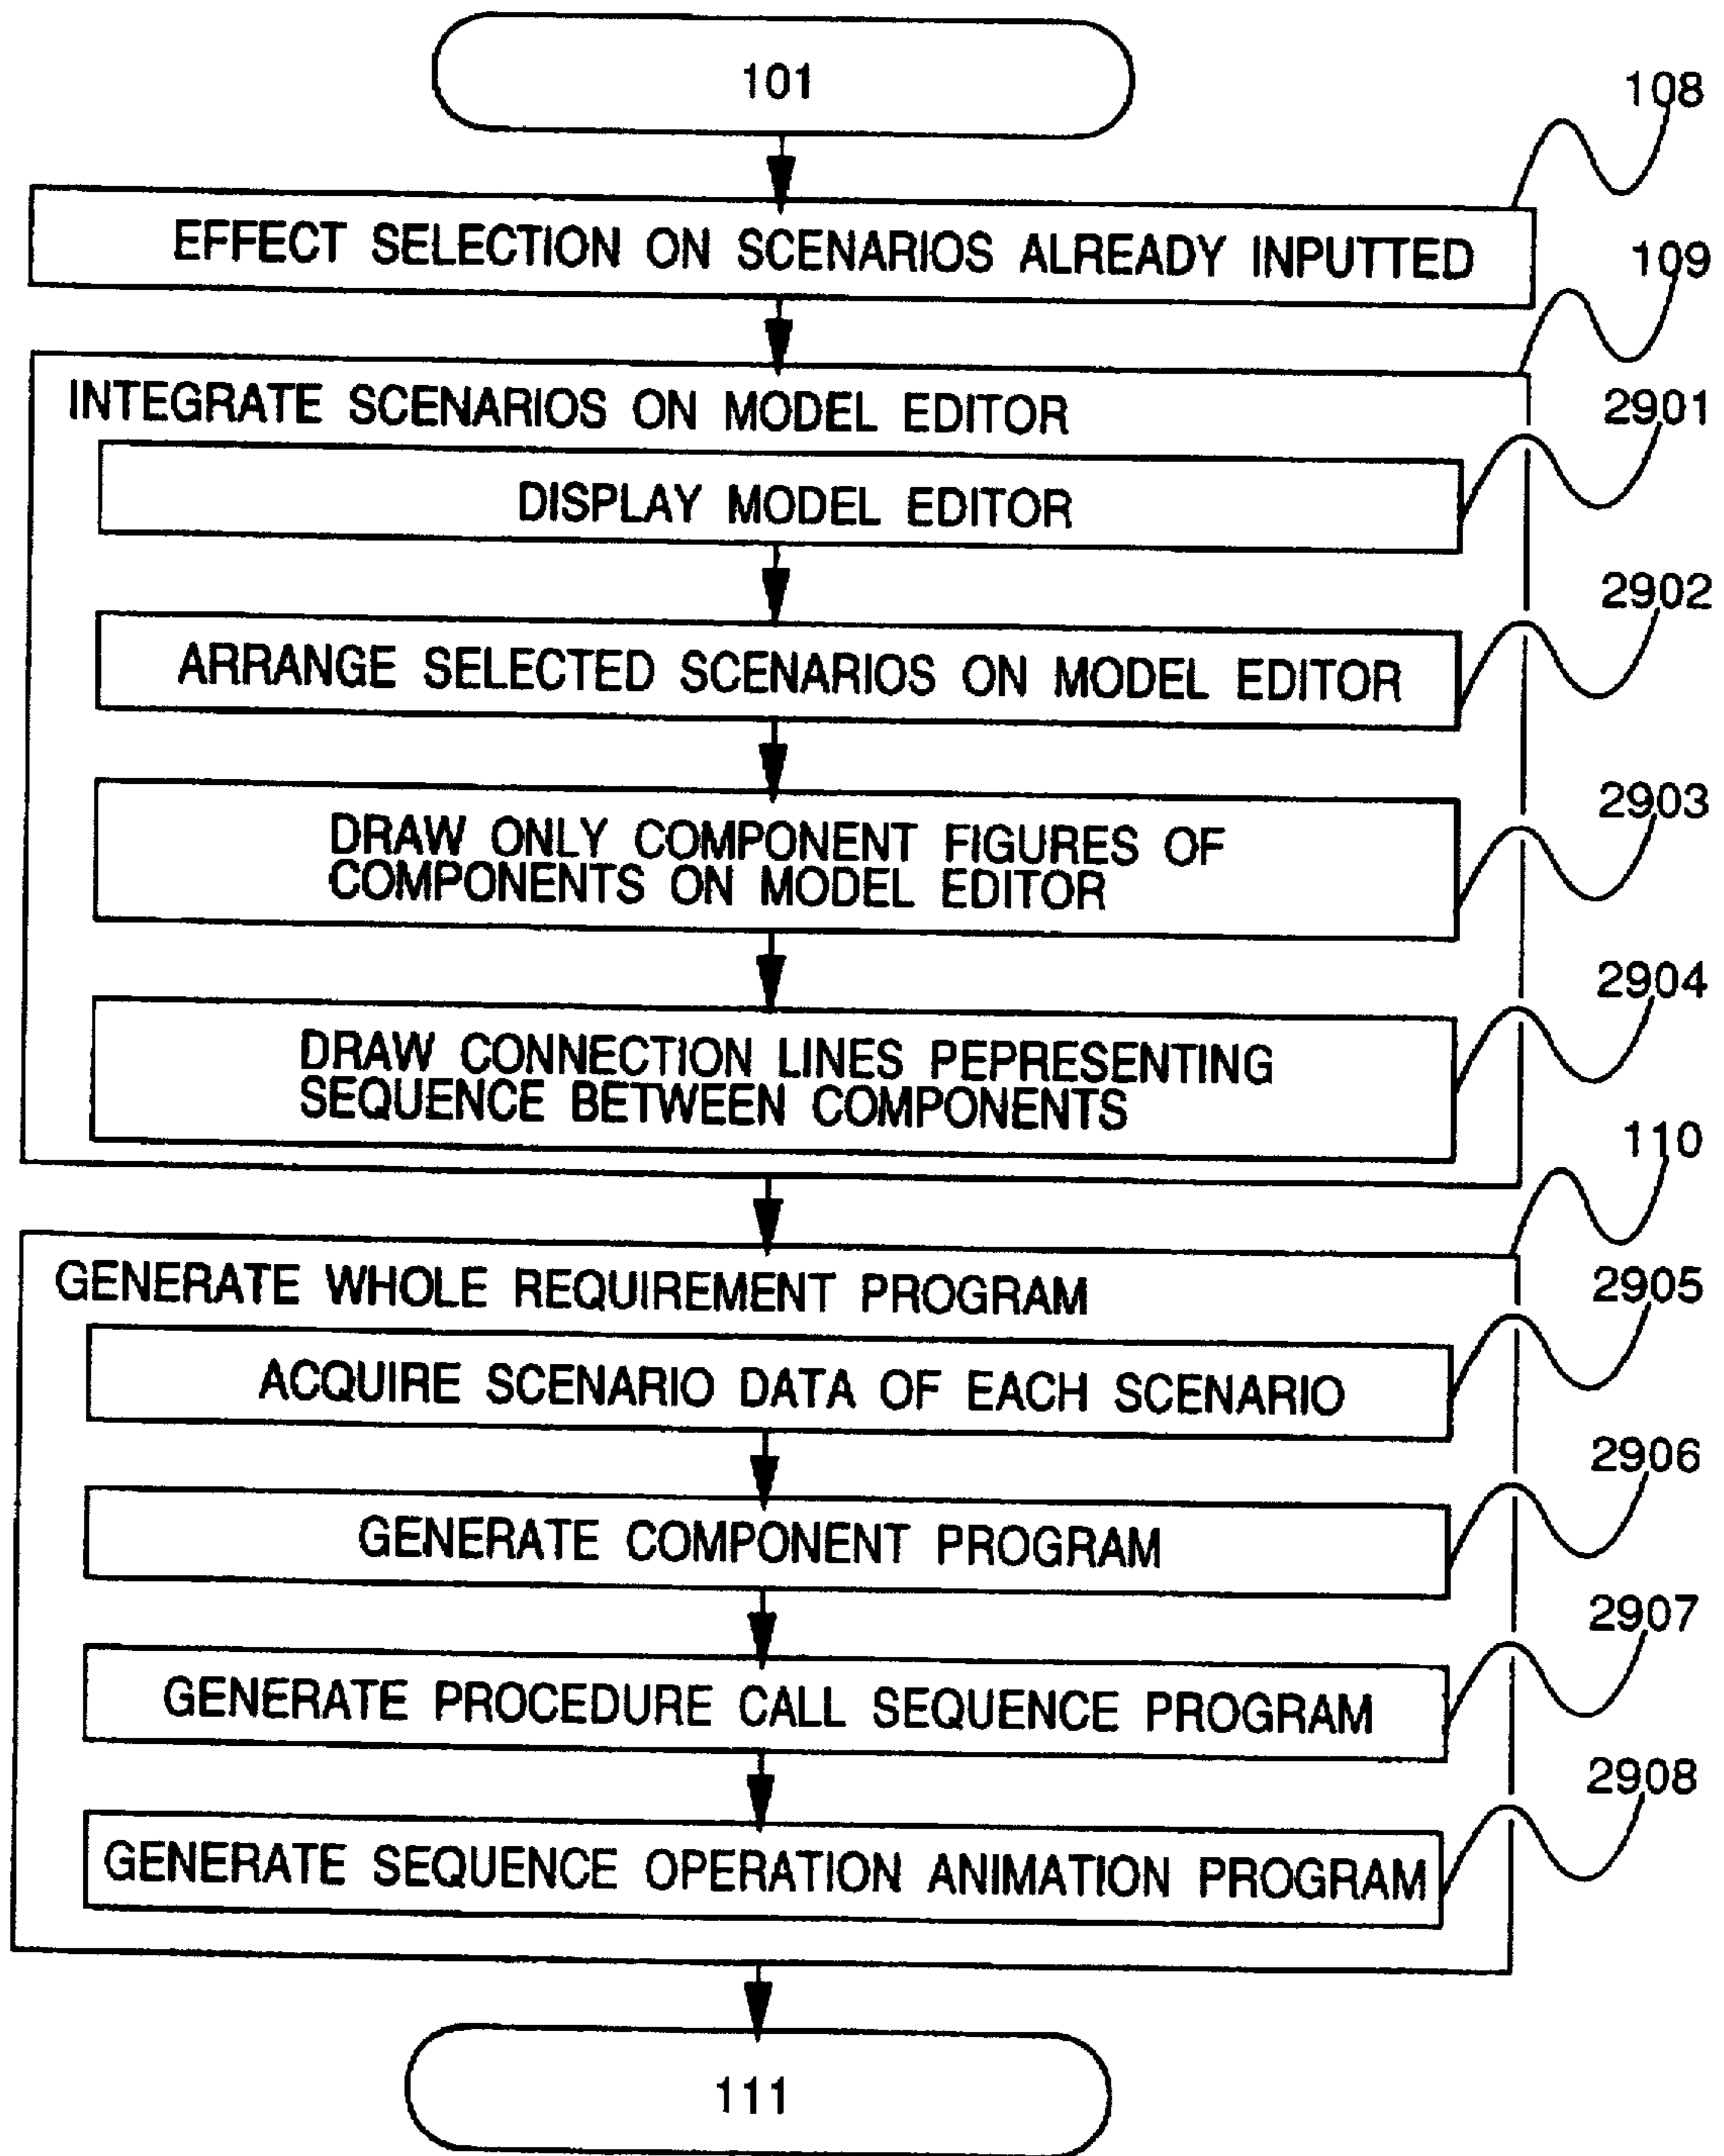 101
108
EFFECT SELECTION ON SCENARIOS ALREADY INPUTTED
109
INTEGRATE SCENARIOS ON MODEL EDITOR
2901
DISPLAY MODEL EDITOR
2902
ARRANGE SELECTED SCENARIOS ON MODEL EDITOR
2903
DRAW ONLY COMPONENT FIGURES OF
COMPONENTS ON MODEL EDITOR
2904
DRAW CONNECTION LINES PEPRESENTING
SEQUENCE BETWEEN COMPONENTS
110
GENERATE WHOLE REQUIREMENT PROGRAM
2905
ACQUIRE SCENARIO DATA OF EACH SCENARIO
2906
GENERATE COMPONENT PROGRAM
2907
GENERATE PROCEDURE CALL SEQUENCE PROGRAM
2908
GENERATE SEQUENCE OPERATION ANIMATION PROGRAM
111